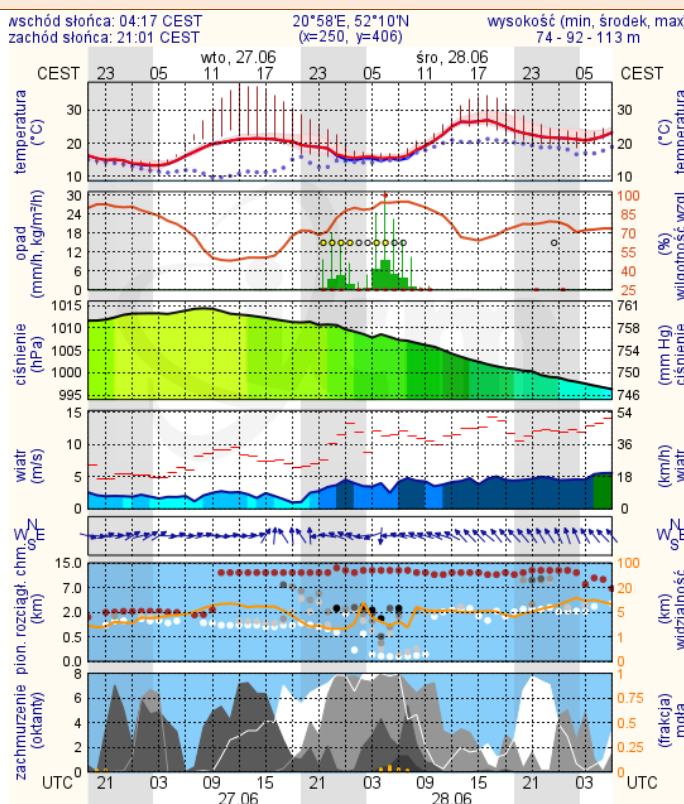 wschód słońca: 04:17 CEST 20°58'E, 52°10'N wysokość (min, środek, max)
zachód słońca: 21:01 CEST (x=250, y=406) 74 - 92 - 113 m
wto, 27.06 śro, 28.06
CEST 23 05 11 17 23 05 11 17 23 05 CEST
temperatura (°C)
30
20
10
30
20
10
temperatura (°C)
opad (mm/h, kg/m²/h)
30
24
18
12
6
0
100
85
70
55
40
25
(%) wilgotność wzgl.
ciśnienie (hPa)
1015
1010
1005
1000
995
761
758
754
750
746
(mm Hg) ciśnienie
wiatr (m/s)
15
10
5
0
54
36
18
0
(km/h) wiatr
N
W E
S
N
W E
S
pion. rozciągł. chm. (km)
15.0
7.0
2.0
0.5
0.0
100
20
5
1
0
(km) widzialność
zachmurzenie (oktanty)
8
6
4
2
0
1
0.75
0.5
0.25
0
(frakcja) mgła
UTC 21 03 09 15 21 03 09 15 21 03 UTC
27.06 28.06